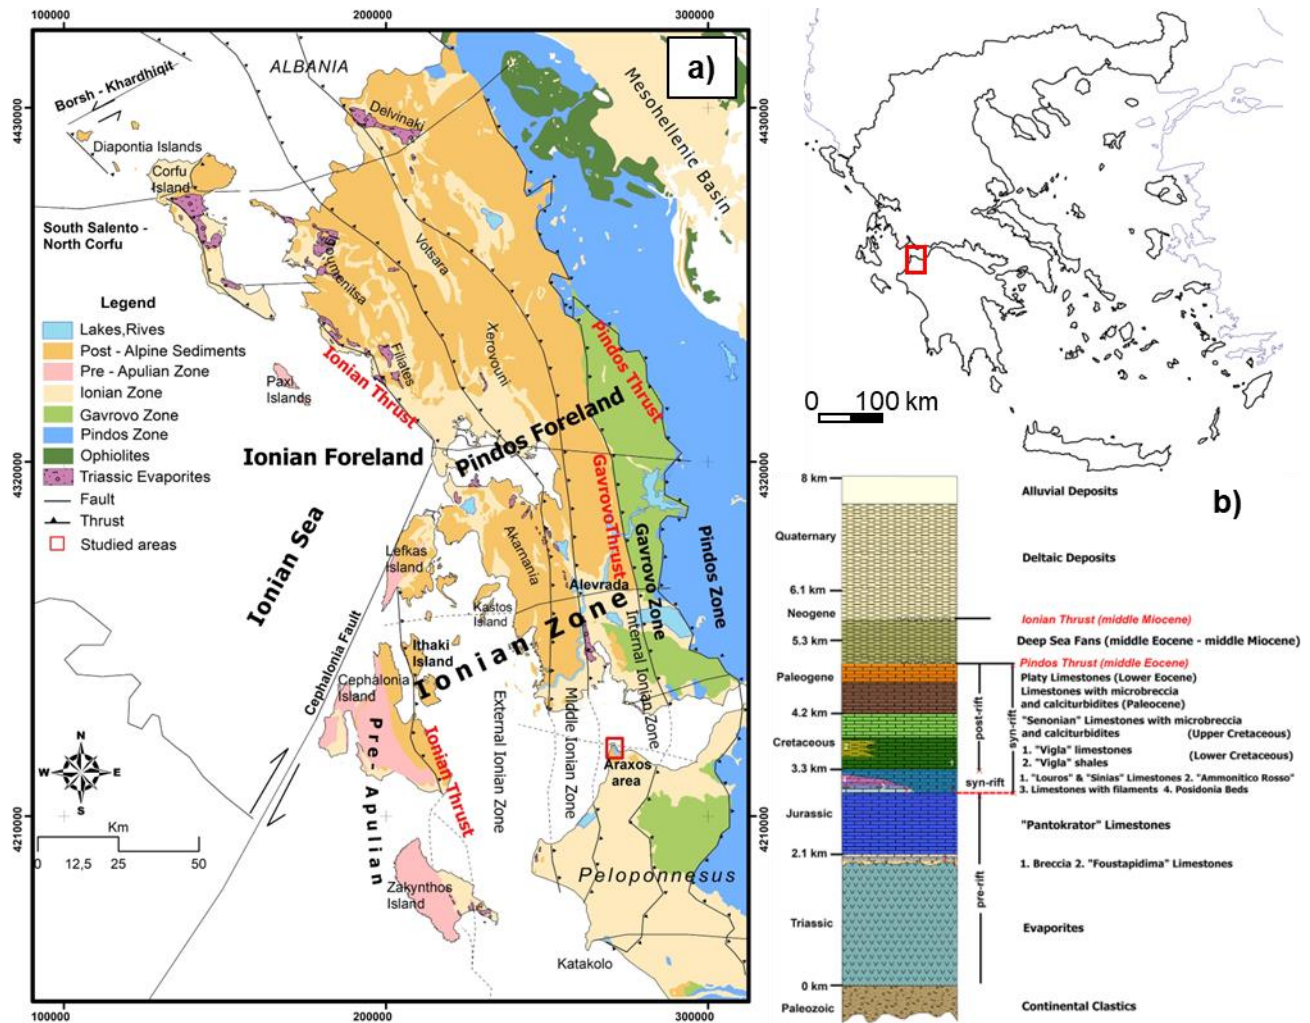 100000
200000
300000
4430000
4430000
4320000
4320000
4210000
4210000
100000
200000
300000
a)
ALBANIA
Borsh - Khardhiqit
Diapontia Islands
Corfu
Island
South Salento -
North Corfu
Delvinaki
Mesohellenic Basin
Votsara
Xerovouni
Filiates
Legend
Lakes,Rives
Post - Alpine Sediments
Pre - Apulian Zone
Ionian Zone
Gavrovo Zone
Pindos Zone
Ophiolites
Triassic Evaporites
Fault
Thrust
Studied areas
Paxi
Islands
Ionian Thrust
Pindos Thrust
Ionian Foreland
Pindos Foreland
Gavrovo Thrust
Gavrovo Zone
Pindos Zone
Ionian Sea
Lefkas
Island
Akarnania
Kastos
Island
Alevrada
Ionian Zone
Internal Ionian Zone
Middle Ionian Zone
External Ionian Zone
Cephalonia Fault
Ithaki
Island
Cephalonia
Island
Pre-Apulian
Ionian Thrust
Araxos
area
Zakynthos
Island
Peloponnesus
Katakolo
N
W
E
S
Km
0
12,5
25
50
0 100 km
b)
8 km
Alluvial Deposits
Quaternary
Deltaic Deposits
6.1 km
Neogene
Ionian Thrust (middle Miocene)
5.3 km
Deep Sea Fans (middle Eocene - middle Miocene)
Pindos Thrust (middle Eocene)
Paleogene
Platy Limestones (Lower Eocene)
Limestones with microbreccia
and calciturbidites (Paleocene)
4.2 km
"Senonian" Limestones with microbreccia
and calciturbidites (Upper Cretaceous)
Cretaceous
1. "Vigla" limestones
2. "Vigla" shales
(Lower Cretaceous)
3.3 km
post-rift
syn-rift
syn-rift
1. "Louros" & "Sinias" Limestones 2. "Ammonitico Rosso"
3. Limestones with filaments 4. Posidonia Beds
Jurassic
"Pantokrator" Limestones
2.1 km
1. Breccia 2. "Foustapidima" Limestones
pre-rift
Triassic
Evaporites
0 km
Paleozoic
Continental Clastics